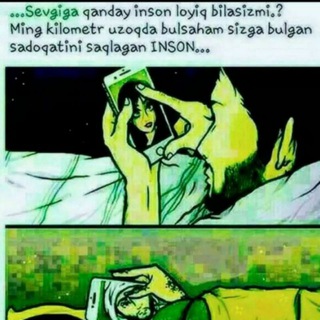 ...Sevgiga qanday inson loyiq bilasizmi..?
Ming kilometr uzoqda bulsaham sizga bulgan
sadoqatini saqlagan INSON...